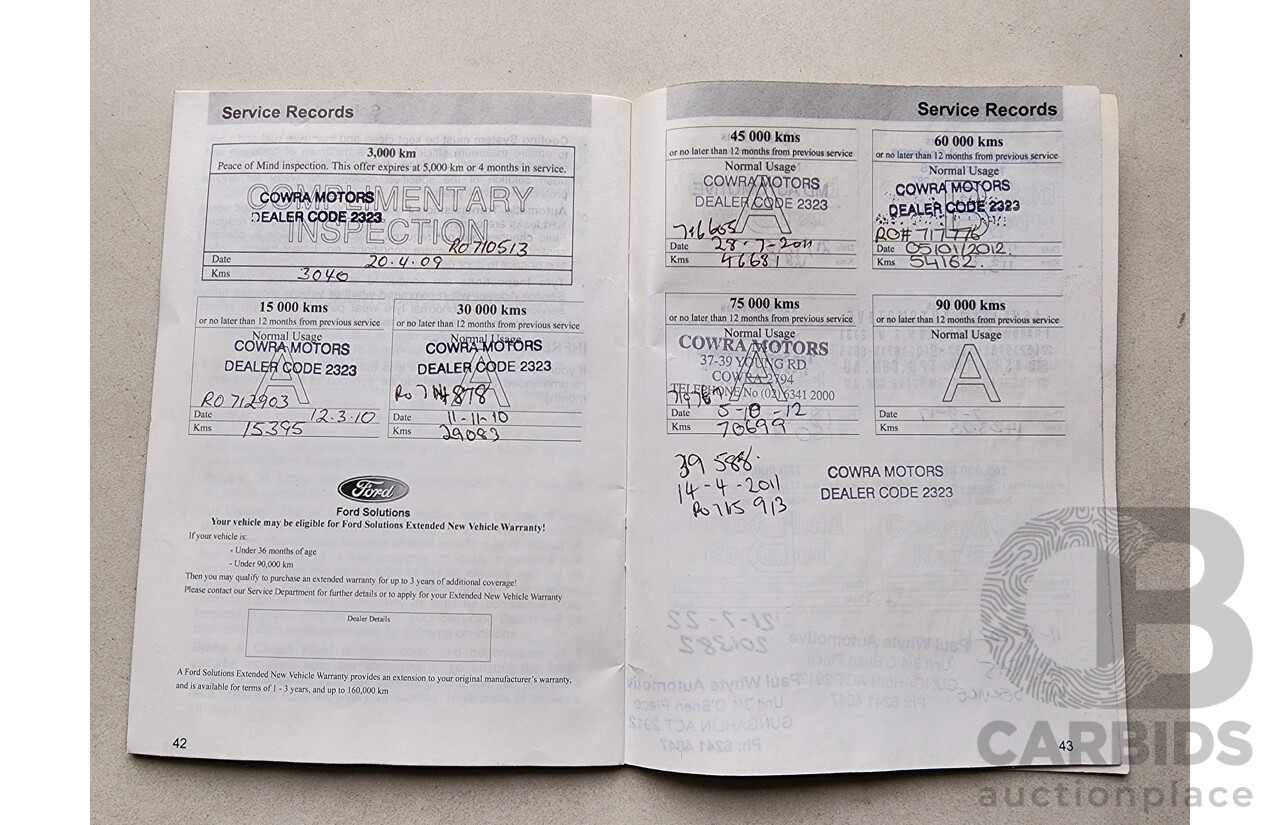 Service Records
3,000 km
Peace of Mind inspection. This offer expires at 5,000 km or 4 months in service.
COMPLIMENTARY
INSPECTION
COWRA MOTORS
DEALER CODE 2323
RO 710513
Date 20.4.09
Kms 3040
15 000 kms
or no later than 12 months from previous service
Normal Usage
COWRA MOTORS
DEALER CODE 2323
A
RO 712903
Date 12.3.10
Kms 15395
30 000 kms
or no later than 12 months from previous service
Normal Usage
COWRA MOTORS
DEALER CODE 2323
A
Date 11-11-10
Kms 29083
Ford
Ford Solutions
Your vehicle may be eligible for Ford Solutions Extended New Vehicle Warranty!
If your vehicle is:
- Under 36 months of age
- Under 90,000 km
Then you may qualify to purchase an extended warranty for up to 3 years of additional coverage!
Please contact our Service Department for further details or to apply for your Extended New Vehicle Warranty
Dealer Details
A Ford Solutions Extended New Vehicle Warranty provides an extension to your original manufacturer's warranty,
and is available for terms of 1 - 3 years, and up to 160,000 km
42
Service Records
45 000 kms
or no later than 12 months from previous service
Normal Usage
COWRA MOTORS
DEALER CODE 2323
A
Date 28.7-2011
Kms 46631
60 000 kms
or no later than 12 months from previous service
Normal Usage
COWRA MOTORS
DEALER CODE 2323
B
RO# 717776
Date 05/01/2012
Kms 54162.
75 000 kms
or no later than 12 months from previous service
Normal Usage
COWRA MOTORS
37-39 YOUNG RD
COWRA 2794
TELEPHONE No (02) 6341 2000
A
Date 5-10-12
Kms 70699
90 000 kms
or no later than 12 months from previous service
Normal Usage
A
Date
Kms
39 588.
14-4-2011
RO 715 913
COWRA MOTORS
DEALER CODE 2323
43
CB
CARBIDS
auctionplace